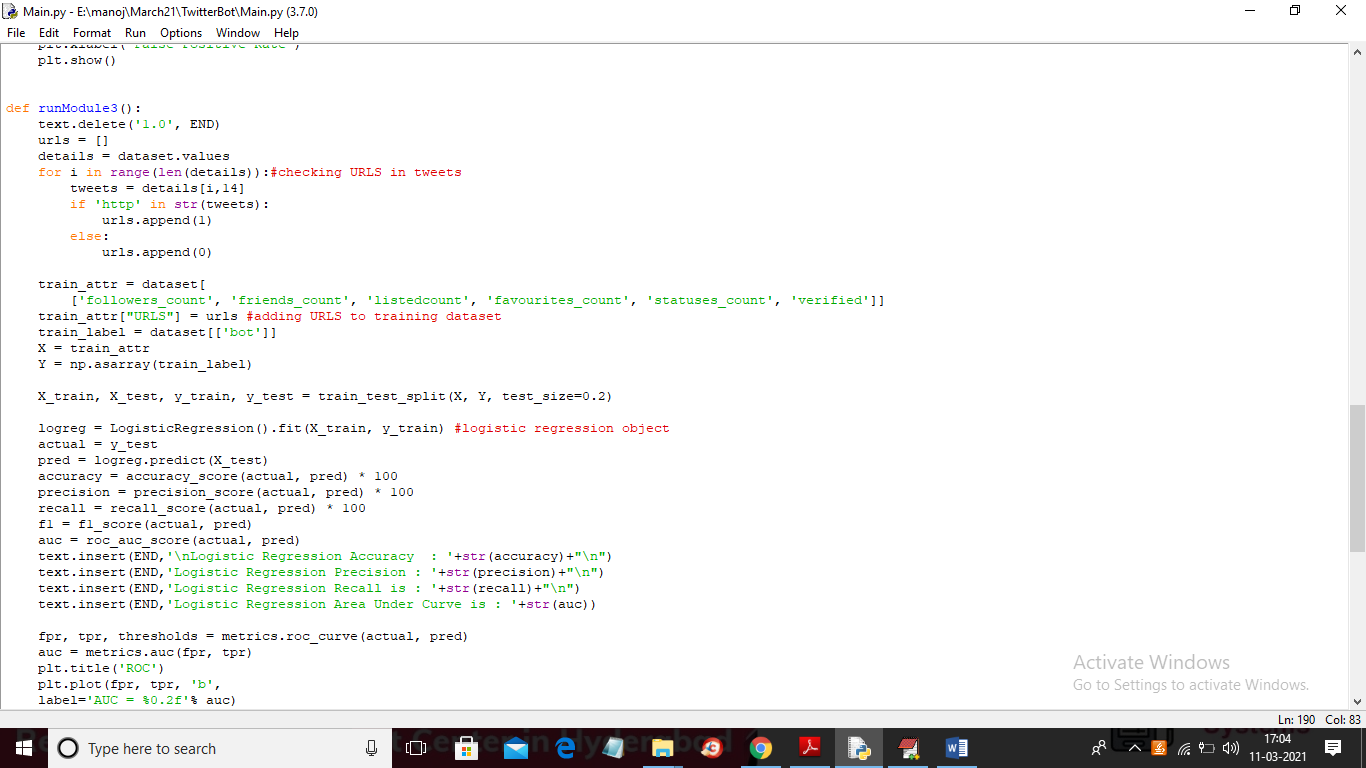 Main.py - E:\manoj\March21\TwitterBot\Main.py (3.7.0)
File Edit Format Run Options Window Help
plt.xlabel('False Positive Rate')
    plt.show()
def runModule3():
    text.delete('1.0', END)
    urls = []
    details = dataset.values
    for i in range(len(details)):#checking URLS in tweets
        tweets = details[i,14]
        if 'http' in str(tweets):
            urls.append(1)
        else:
            urls.append(0)
    train_attr = dataset[
        ['followers_count', 'friends_count', 'listedcount', 'favourites_count', 'statuses_count', 'verified']]
    train_attr["URLS"] = urls #adding URLS to training dataset
    train_label = dataset[['bot']]
    X = train_attr
    Y = np.asarray(train_label)
    X_train, X_test, y_train, y_test = train_test_split(X, Y, test_size=0.2)
    logreg = LogisticRegression().fit(X_train, y_train) #logistic regression object
    actual = y_test
    pred = logreg.predict(X_test)
    accuracy = accuracy_score(actual, pred) * 100
    precision = precision_score(actual, pred) * 100
    recall = recall_score(actual, pred) * 100
    f1 = f1_score(actual, pred)
    auc = roc_auc_score(actual, pred)
    text.insert(END,'\nLogistic Regression Accuracy  : '+str(accuracy)+"\n")
    text.insert(END,'Logistic Regression Precision : '+str(precision)+"\n")
    text.insert(END,'Logistic Regression Recall is : '+str(recall)+"\n")
    text.insert(END,'Logistic Regression Area Under Curve is : '+str(auc))
    fpr, tpr, thresholds = metrics.roc_curve(actual, pred)
    auc = metrics.auc(fpr, tpr)
    plt.title('ROC')
    plt.plot(fpr, tpr, 'b',
    label='AUC = %0.2f'% auc)
Activate Windows
Go to Settings to activate Windows.
Ln: 190 Col: 83
Type here to search
17:04
11-03-2021